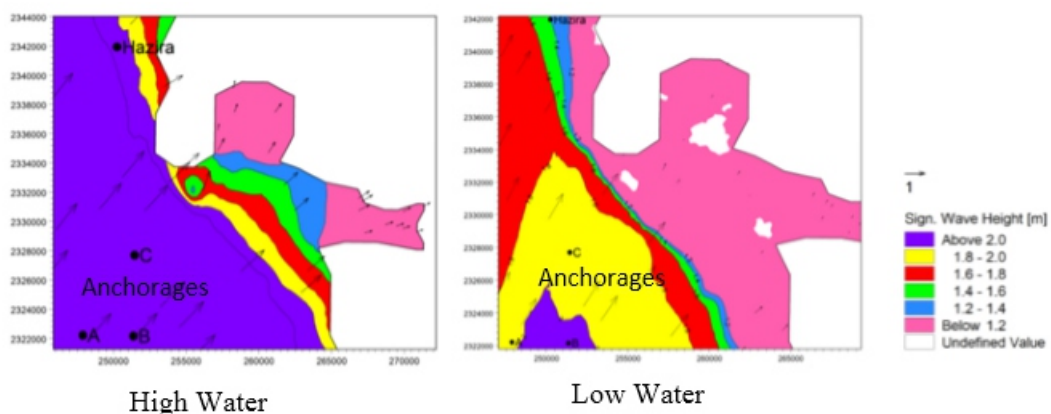 2344000
2342000
2340000
2338000
2336000
2334000
2332000
2330000
2328000
2326000
2324000
2322000
Hazira
C
Anchorages
A
B
250000 255000 260000 265000 270000
High Water
2342000
2340000
2338000
2336000
2334000
2332000
2330000
2328000
2326000
2324000
2322000
Hazira
C
Anchorages
A
B
250000 255000 260000 265000
Low Water
1
Sign. Wave Height [m]
Above 2.0
1.8 - 2.0
1.6 - 1.8
1.4 - 1.6
1.2 - 1.4
Below 1.2
Undefined Value